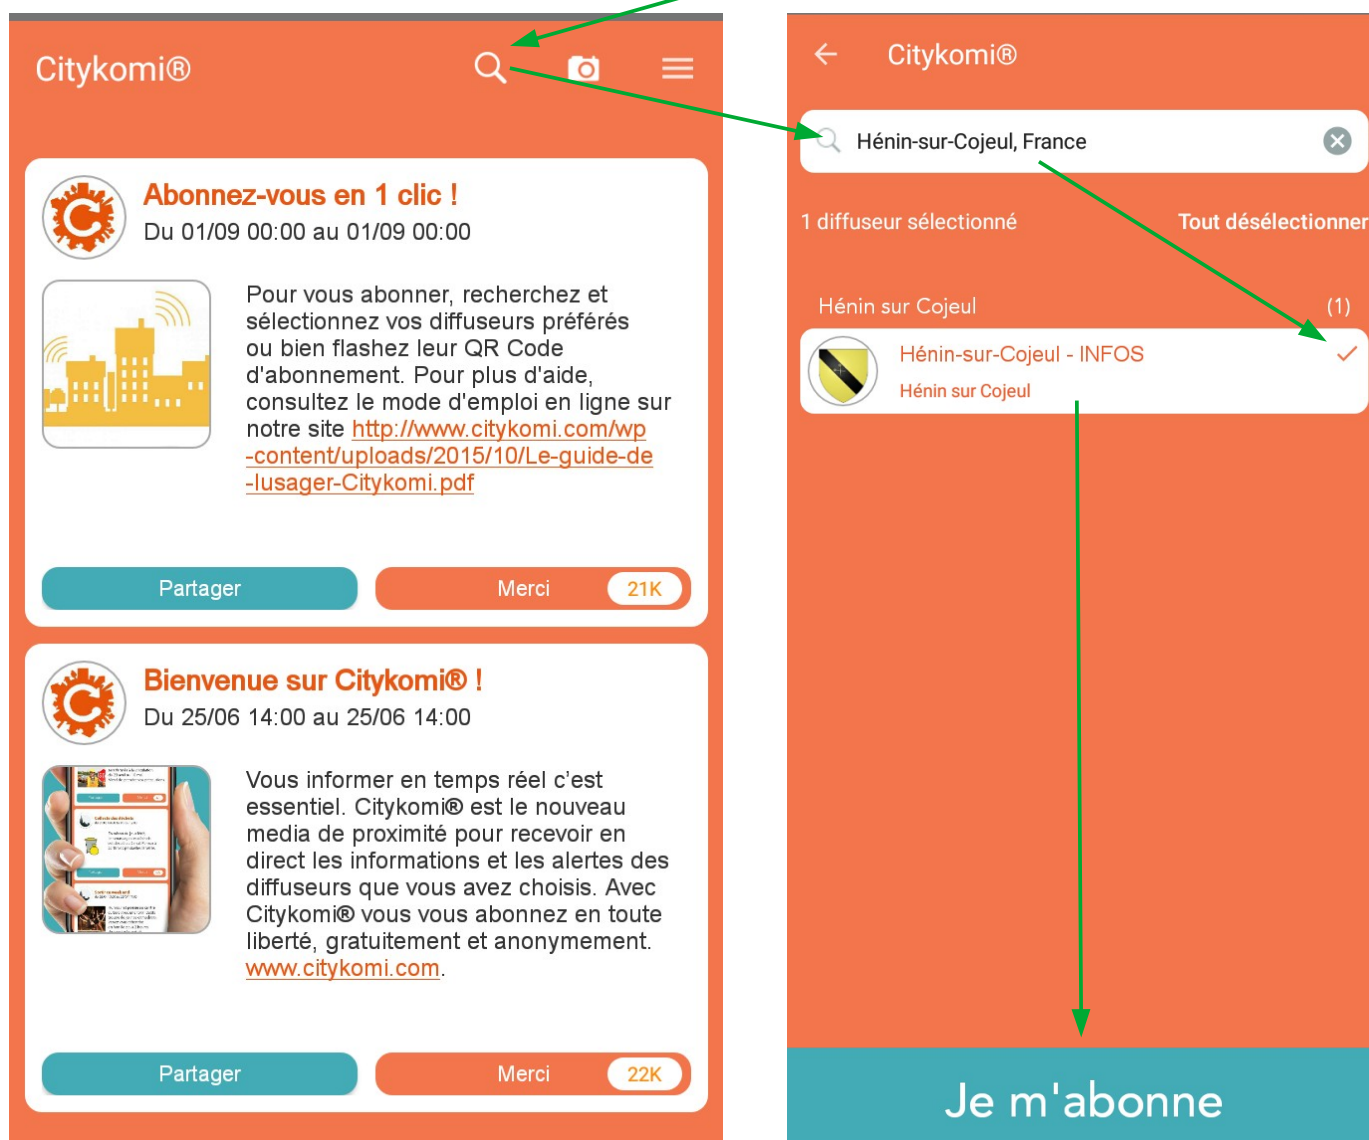 Citykomi®
Abonnez-vous en 1 clic !
Du 01/09 00:00 au 01/09 00:00
Pour vous abonner, recherchez et
sélectionnez vos diffuseurs préférés
ou bien flashez leur QR Code
d'abonnement. Pour plus d'aide,
consultez le mode d'emploi en ligne sur
notre site http://www.citykomi.com/wp
-content/uploads/2015/10/Le-guide-de
-lusager-Citykomi.pdf
Partager
Merci 21K
Bienvenue sur Citykomi® !
Du 25/06 14:00 au 25/06 14:00
Vous informer en temps réel c’est
essentiel. Citykomi® est le nouveau
media de proximité pour recevoir en
direct les informations et les alertes des
diffuseurs que vous avez choisis. Avec
Citykomi® vous vous abonnez en toute
liberté, gratuitement et anonymement.
www.citykomi.com.
Partager
Merci 22K
Citykomi®
Hénin-sur-Cojeul, France
1 diffuseur sélectionné
Tout désélectionner
Hénin sur Cojeul (1)
Hénin-sur-Cojeul - INFOS
Hénin sur Cojeul
Je m'abonne